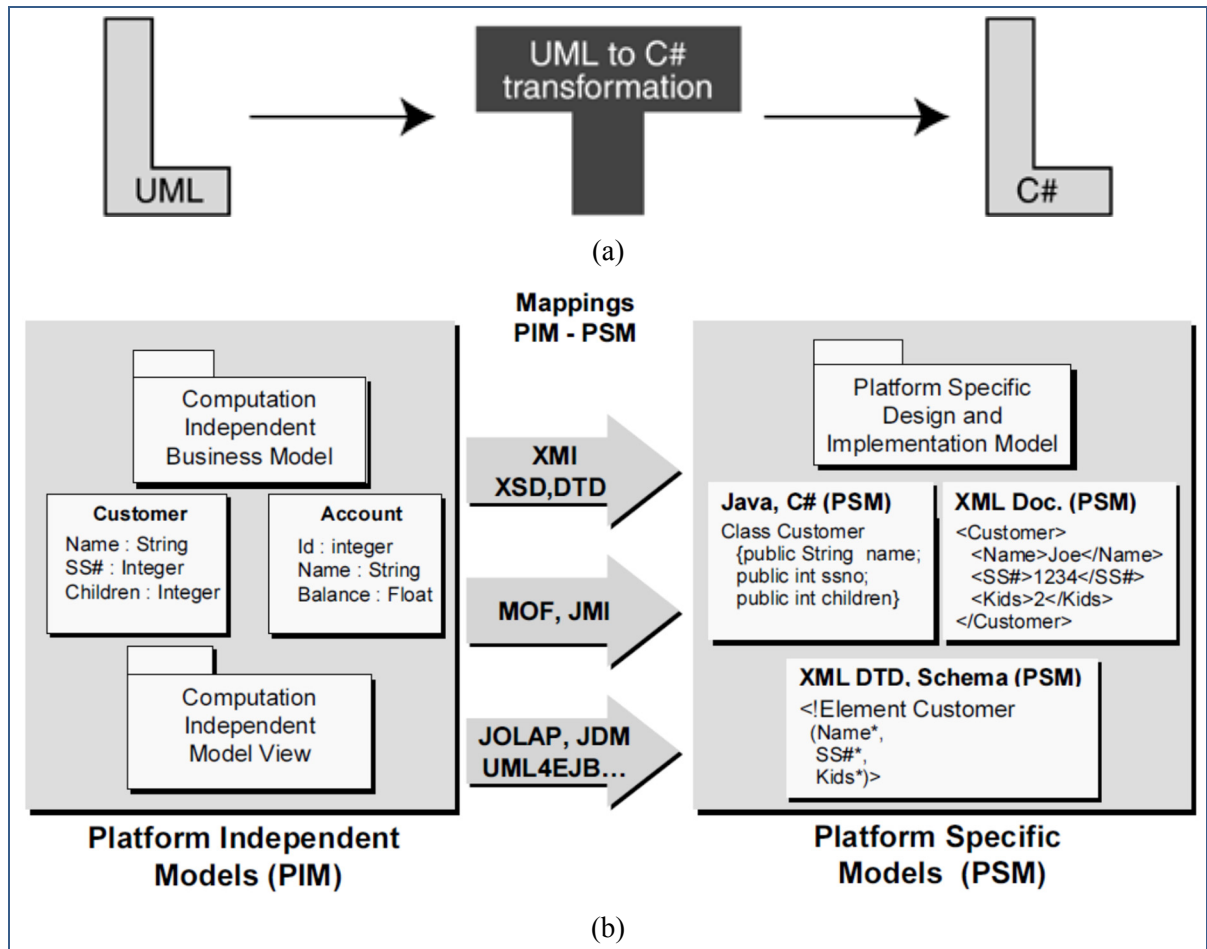 UML
UML to C#
transformation
C#
(a)
Mappings
PIM - PSM
Computation
Independent
Business Model
Customer
Name : String
SS# : Integer
Children : Integer
Account
Id : integer
Name : String
Balance : Float
Computation
Independent
Model View
Platform Independent
Models (PIM)
XMI
XSD,DTD
MOF, JMI
JOLAP, JDM
UML4EJB...
Platform Specific
Design and
Implementation Model
Java, C# (PSM)
Class Customer
{public String name;
public int ssno;
public int children}
XML Doc. (PSM)
<Customer>
<Name>Joe</Name>
<SS#>1234</SS#>
<Kids>2</Kids>
</Customer>
XML DTD, Schema (PSM)
<!Element Customer
(Name*,
SS#*,
Kids*)>
Platform Specific
Models (PSM)
(b)